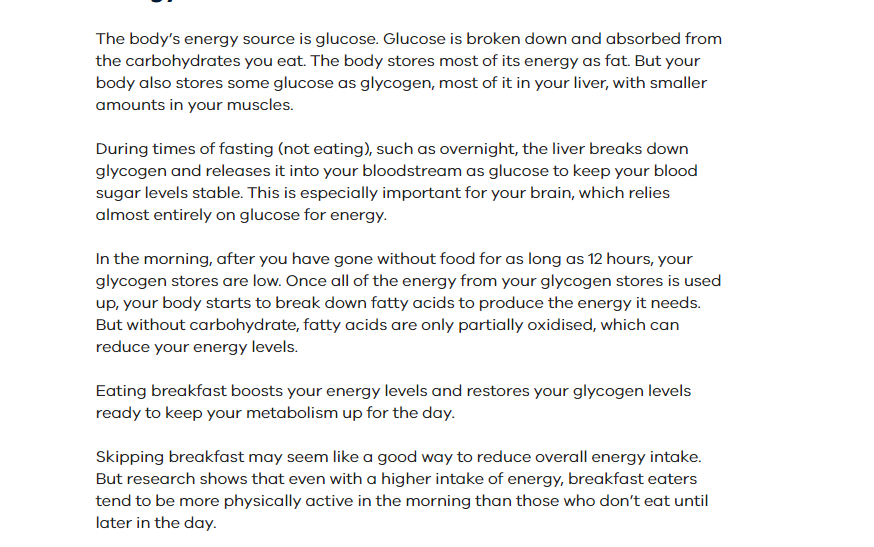 The body's energy source is glucose. Glucose is broken down and absorbed from
the carbohydrates you eat. The body stores most of its energy as fat. But your
body also stores some glucose as glycogen, most of it in your liver, with smaller
amounts in your muscles.
During times of fasting (not eating), such as overnight, the liver breaks down
glycogen and releases it into your bloodstream as glucose to keep your blood
sugar levels stable. This is especially important for your brain, which relies
almost entirely on glucose for energy.
In the morning, after you have gone without food for as long as 12 hours, your
glycogen stores are low. Once all of the energy from your glycogen stores is used
up, your body starts to break down fatty acids to produce the energy it needs.
But without carbohydrate, fatty acids are only partially oxidised, which can
reduce your energy levels.
Eating breakfast boosts your energy levels and restores your glycogen levels
ready to keep your metabolism up for the day.
Skipping breakfast may seem like a good way to reduce overall energy intake.
But research shows that even with a higher intake of energy, breakfast eaters
tend to be more physically active in the morning than those who don't eat until
later in the day.